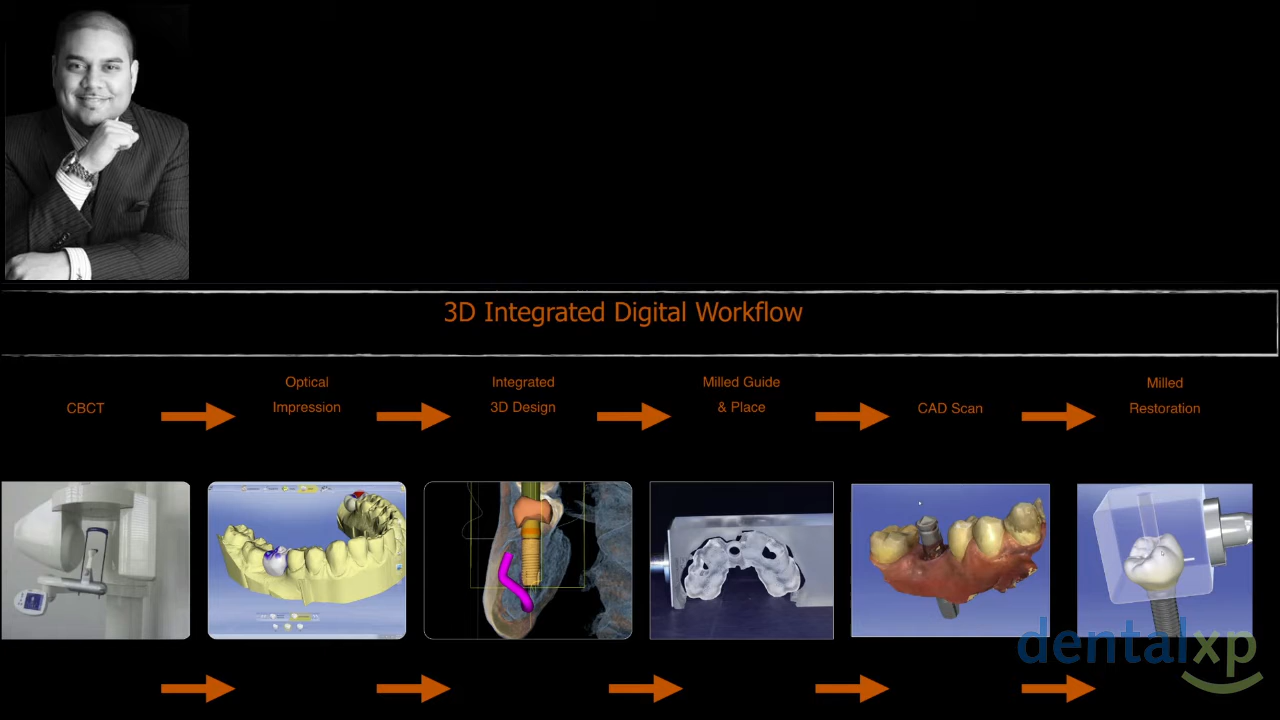 3D Integrated Digital Workflow
CBCT
Optical
Impression
Integrated
3D Design
Milled Guide
& Place
CAD Scan
Milled
Restoration
dentalxp